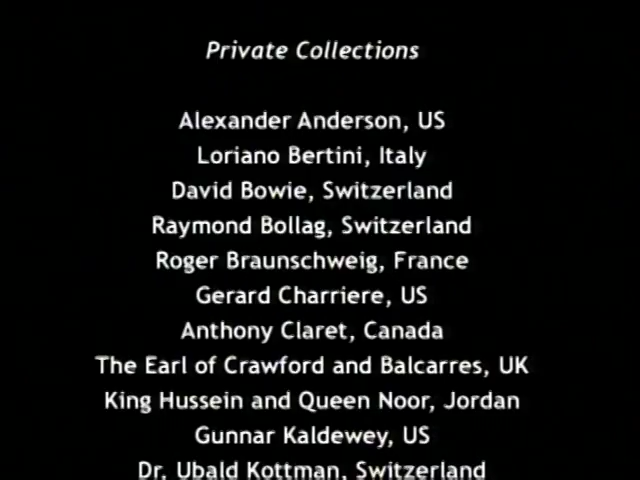 Private Collections
Alexander Anderson, US
Loriano Bertini, Italy
David Bowie, Switzerland
Raymond Bollag, Switzerland
Roger Braunschweig, France
Gerard Charriere, US
Anthony Claret, Canada
The Earl of Crawford and Balcarres, UK
King Hussein and Queen Noor, Jordan
Gunnar Kaldewey, US
Dr. Ubald Kottman, Switzerland